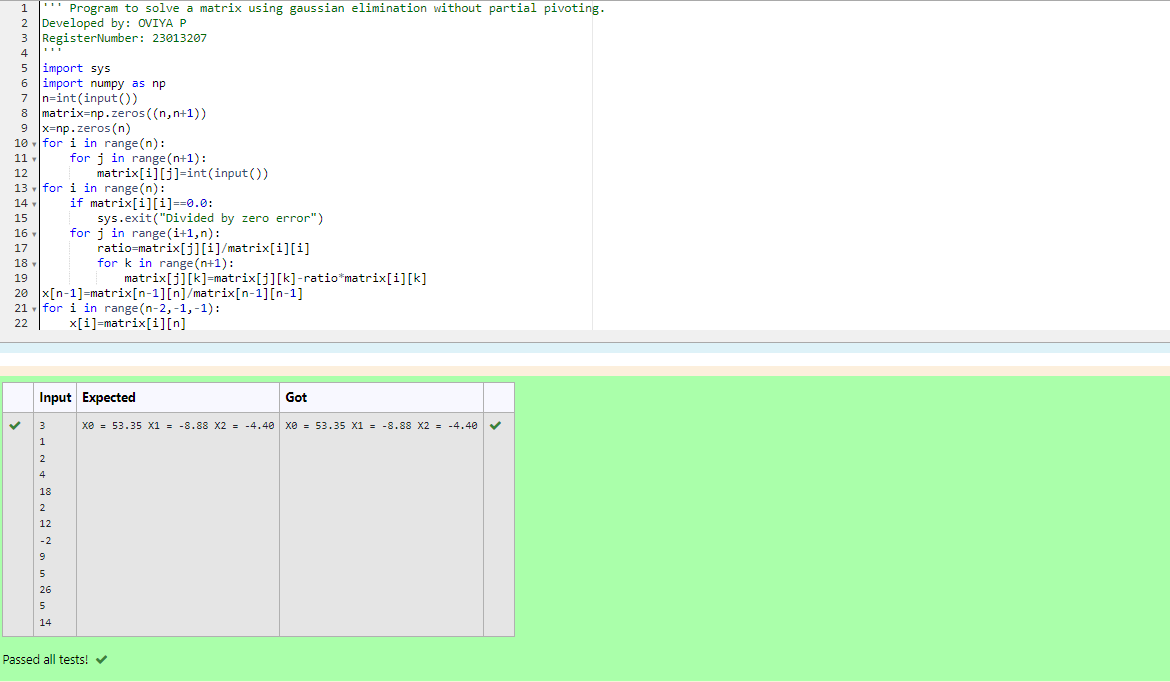 1 ''' Program to solve a matrix using gaussian elimination without partial pivoting.
2 Developed by: OVIYA P
3 RegisterNumber: 23013207
4 '''
5 import sys
6 import numpy as np
7 n=int(input())
8 matrix=np.zeros((n,n+1))
9 x=np.zeros(n)
10 for i in range(n):
11     for j in range(n+1):
12         matrix[i][j]=int(input())
13 for i in range(n):
14     if matrix[i][i]==0.0:
15         sys.exit("Divided by zero error")
16     for j in range(i+1,n):
17         ratio=matrix[j][i]/matrix[i][i]
18         for k in range(n+1):
19             matrix[j][k]=matrix[j][k]-ratio*matrix[i][k]
20 x[n-1]=matrix[n-1][n]/matrix[n-1][n-1]
21 for i in range(n-2,-1,-1):
22     x[i]=matrix[i][n]
Input Expected Got
3 X0 = 53.35 X1 = -8.88 X2 = -4.40 X0 = 53.35 X1 = -8.88 X2 = -4.40
1
2
4
18
2
12
-2
9
5
26
5
14
Passed all tests!